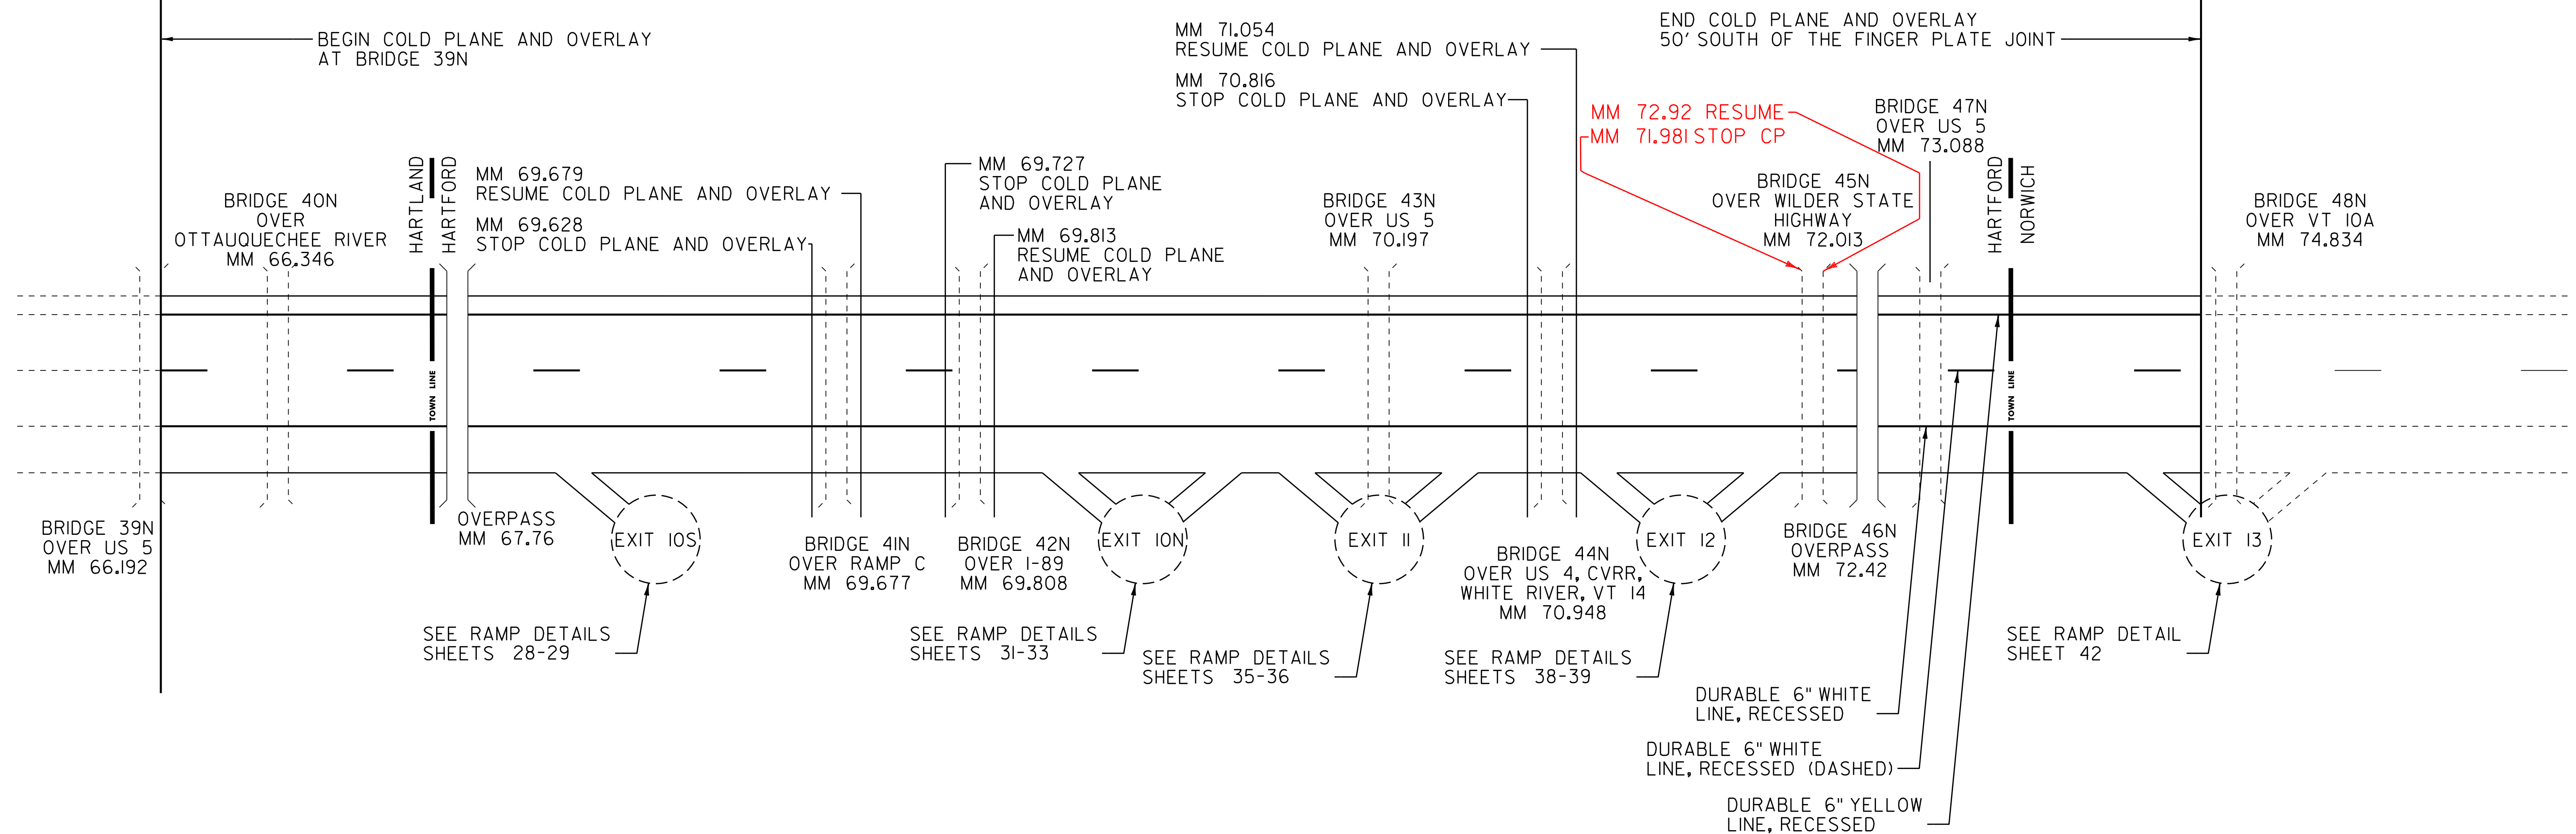 BEGIN COLD PLANE AND OVERLAY
AT BRIDGE 39N
MM 71.054
RESUME COLD PLANE AND OVERLAY
MM 70.816
STOP COLD PLANE AND OVERLAY
END COLD PLANE AND OVERLAY
50' SOUTH OF THE FINGER PLATE JOINT
MM 72.92 RESUME
MM 71.981 STOP CP
BRIDGE 47N
OVER US 5
MM 73.088
BRIDGE 40N
OVER
OTTAUQUECHEE RIVER
MM 66.346
HARTLAND
HARTFORD
MM 69.679
RESUME COLD PLANE AND OVERLAY
MM 69.628
STOP COLD PLANE AND OVERLAY
MM 69.727
STOP COLD PLANE
AND OVERLAY
MM 69.813
RESUME COLD PLANE
AND OVERLAY
BRIDGE 43N
OVER US 5
MM 70.197
BRIDGE 45N
OVER WILDER STATE
HIGHWAY
MM 72.013
HARTFORD
NORWICH
BRIDGE 48N
OVER VT 10A
MM 74.834
TOWN LINE
TOWN LINE
BRIDGE 39N
OVER US 5
MM 66.192
OVERPASS
MM 67.76
EXIT 10S
BRIDGE 41N
OVER RAMP C
MM 69.677
BRIDGE 42N
OVER I-89
MM 69.808
EXIT 10N
EXIT 11
BRIDGE 44N
OVER US 4, CVRR,
WHITE RIVER, VT 14
MM 70.948
EXIT 12
BRIDGE 46N
OVERPASS
MM 72.42
EXIT 13
SEE RAMP DETAILS
SHEETS 28-29
SEE RAMP DETAILS
SHEETS 31-33
SEE RAMP DETAILS
SHEETS 35-36
SEE RAMP DETAILS
SHEETS 38-39
SEE RAMP DETAIL
SHEET 42
DURABLE 6" WHITE
LINE, RECESSED
DURABLE 6" WHITE
LINE, RECESSED (DASHED)
DURABLE 6" YELLOW
LINE, RECESSED